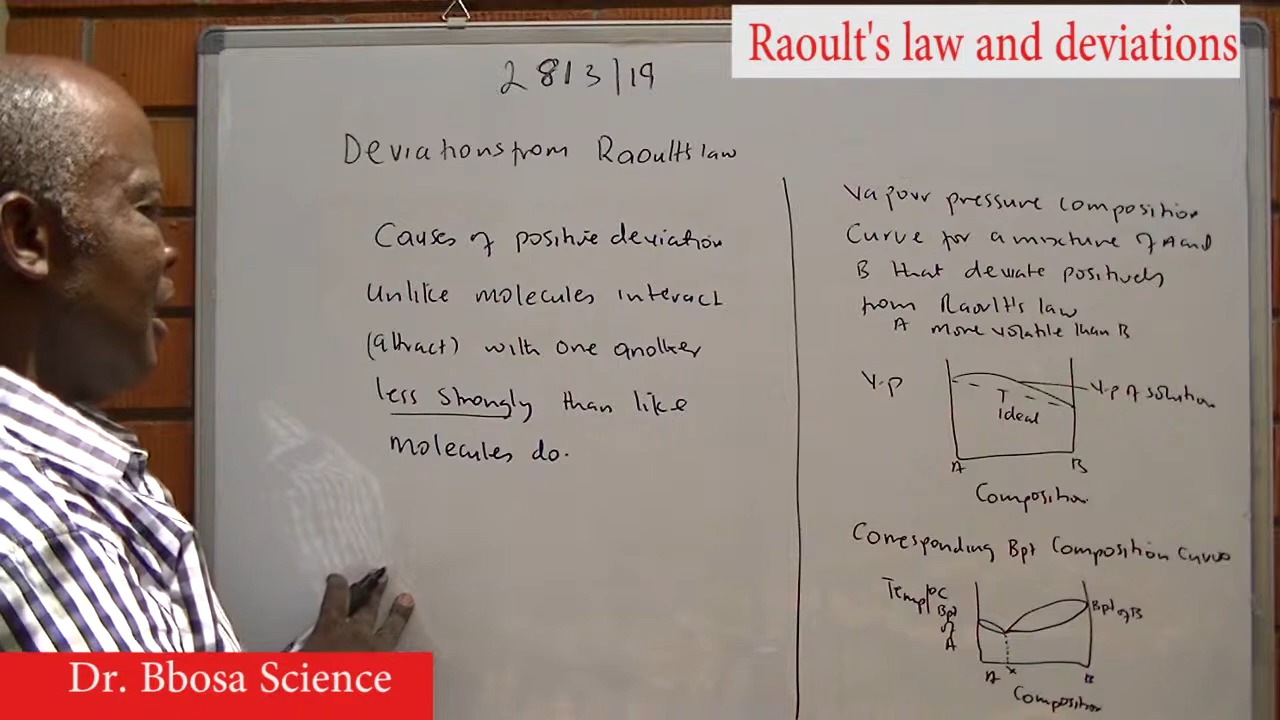 Raoult's law and deviations
2813/19
Deviations from Raoult's law
Causes of positive deviation
Unlike molecules interact
(attract) with one another
less strongly than like
molecules do.
Vapour pressure composition
Curve for a mixture of A and
B that deviate positively
from Raoult's law
A more volatile than B
V.p
V.p of solution
Ideal
A B
Composition
Corresponding Bpt Composition Curve
Temp/°C
Bpt
of
A
Bpt of B
A x B
Composition
Dr. Bbosa Science